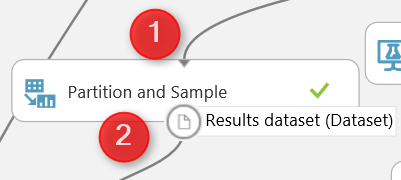 1
Partition and Sample
2
Results dataset (Dataset)